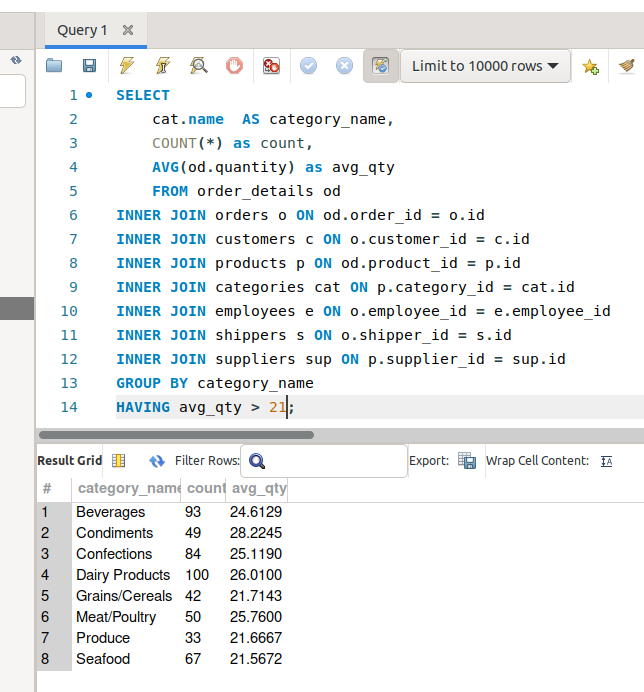 Query 1
Limit to 10000 rows
1 SELECT
2 cat.name  AS category_name,
3 COUNT(*) as count,
4 AVG(od.quantity) as avg_qty
5 FROM order_details od
6 INNER JOIN orders o ON od.order_id = o.id
7 INNER JOIN customers c ON o.customer_id = c.id
8 INNER JOIN products p ON od.product_id = p.id
9 INNER JOIN categories cat ON p.category_id = cat.id
10 INNER JOIN employees e ON o.employee_id = e.employee_id
11 INNER JOIN shippers s ON o.shipper_id = s.id
12 INNER JOIN suppliers sup ON p.supplier_id = sup.id
13 GROUP BY category_name
14 HAVING avg_qty > 21;
Result Grid Filter Rows: Export: Wrap Cell Content:
# category_name count avg_qty
1 Beverages 93 24.6129
2 Condiments 49 28.2245
3 Confections 84 25.1190
4 Dairy Products 100 26.0100
5 Grains/Cereals 42 21.7143
6 Meat/Poultry 50 25.7600
7 Produce 33 21.6667
8 Seafood 67 21.5672